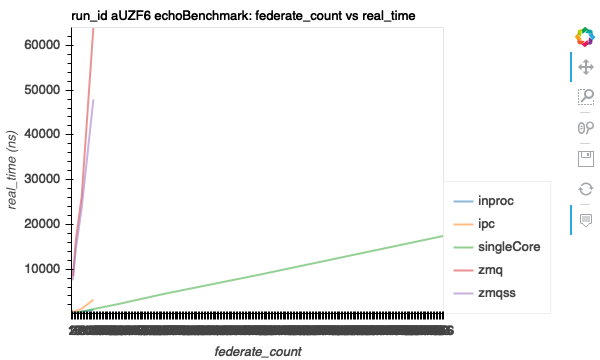 run_id aUZF6 echoBenchmark: federate_count vs real_time
60000
50000
40000
30000
20000
10000
real_time (ns)
inproc
ipc
singleCore
zmq
zmqss
federate_count